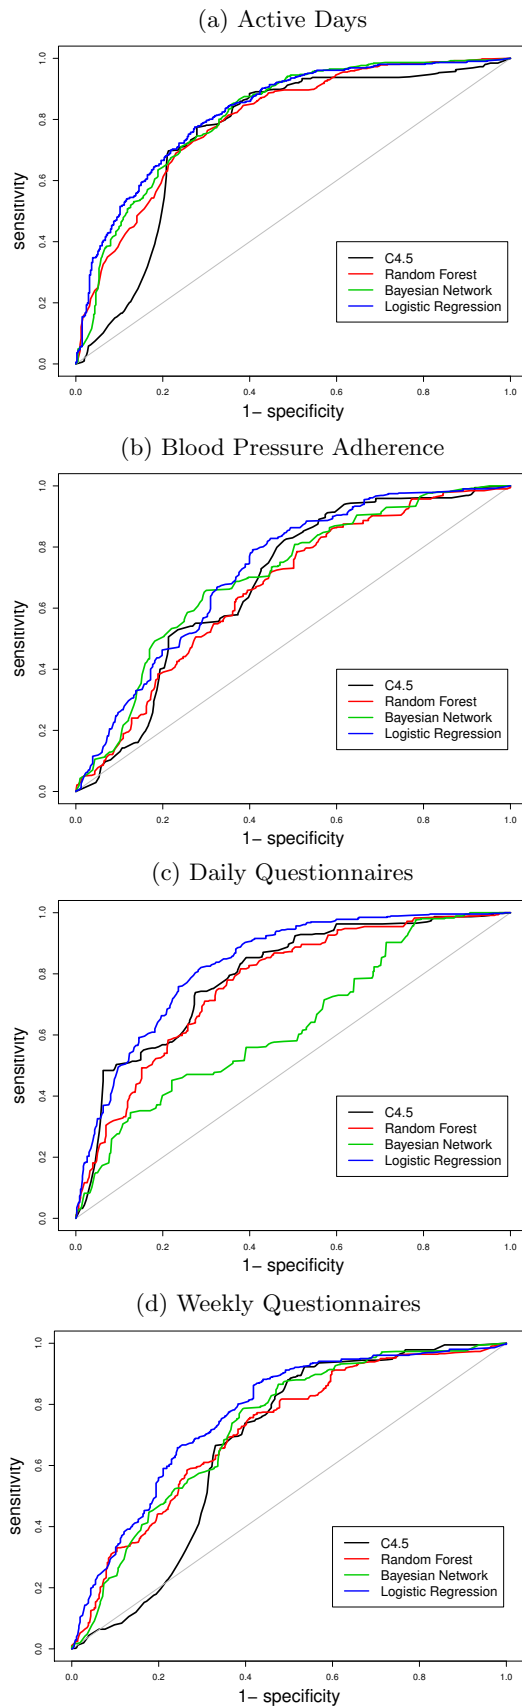 (a) Active Days
sensitivity
1.0
0.8
0.6
0.4
0.2
0.0
C4.5
Random Forest
Bayesian Network
Logistic Regression
0.0 0.2 0.4 0.6 0.8 1.0
1− specificity
(b) Blood Pressure Adherence
sensitivity
1.0
0.8
0.6
0.4
0.2
0.0
C4.5
Random Forest
Bayesian Network
Logistic Regression
0.0 0.2 0.4 0.6 0.8 1.0
1− specificity
(c) Daily Questionnaires
sensitivity
1.0
0.8
0.6
0.4
0.2
0.0
C4.5
Random Forest
Bayesian Network
Logistic Regression
0.0 0.2 0.4 0.6 0.8 1.0
1− specificity
(d) Weekly Questionnaires
sensitivity
1.0
0.8
0.6
0.4
0.2
0.0
C4.5
Random Forest
Bayesian Network
Logistic Regression
0.0 0.2 0.4 0.6 0.8 1.0
1− specificity